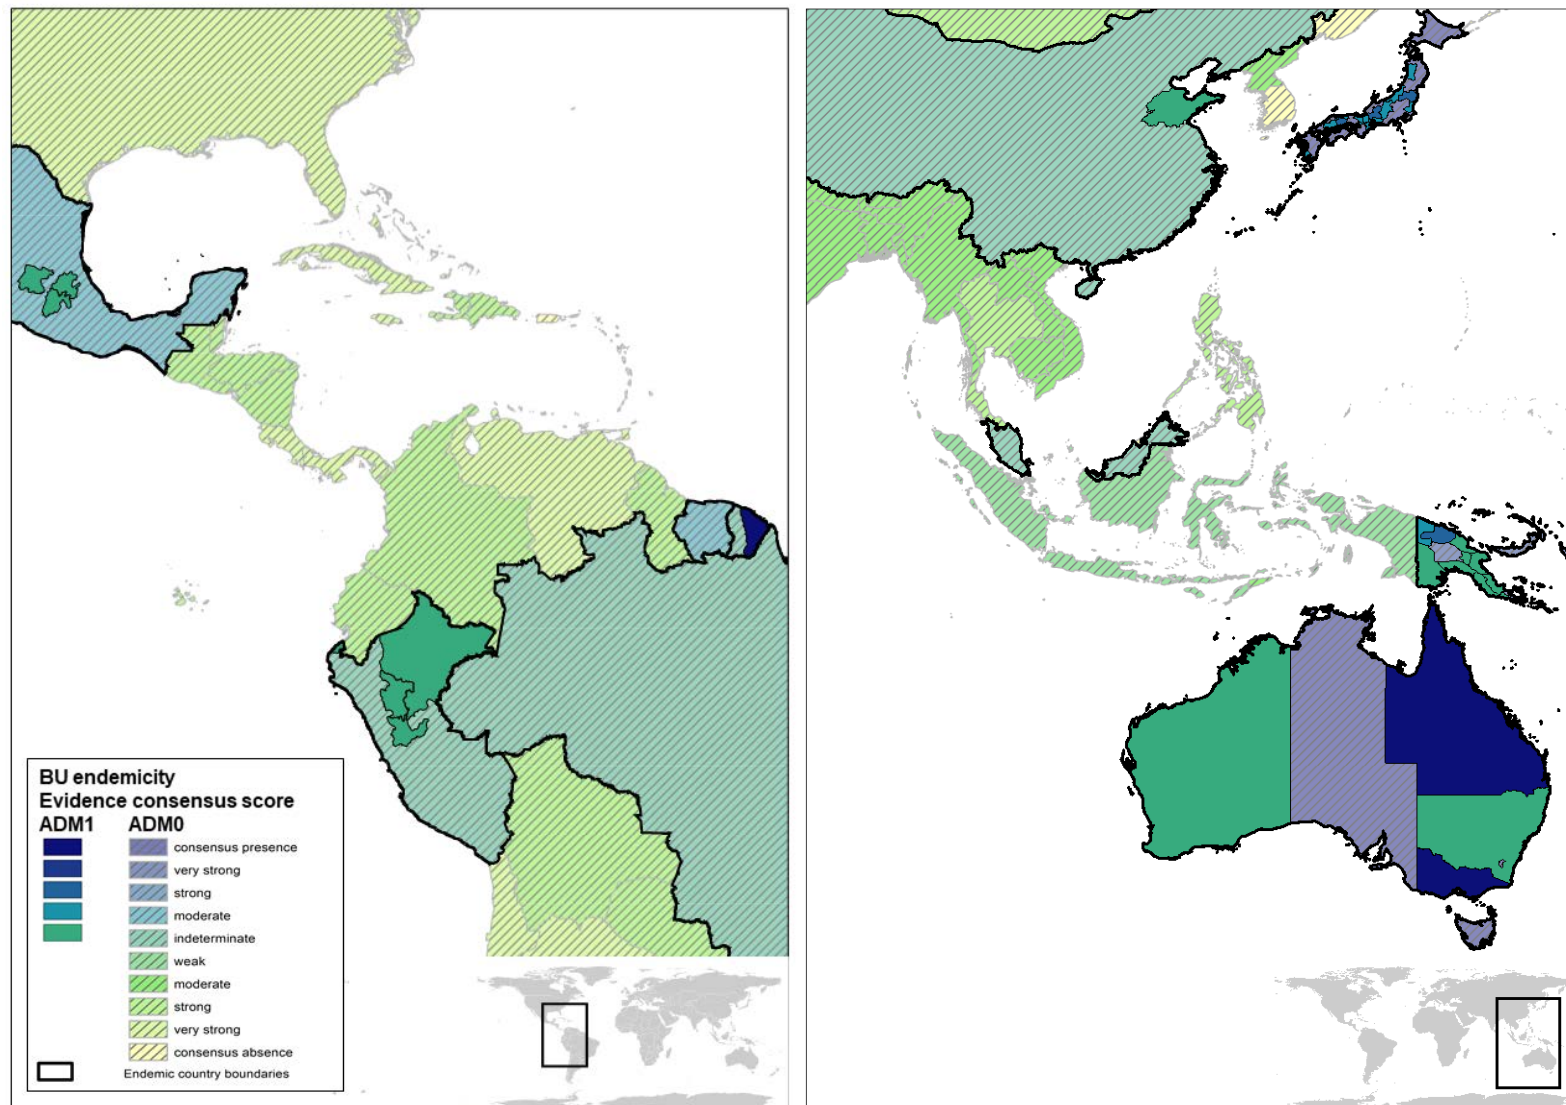 BU endemicity
Evidence consensus score
ADM1 ADM0
consensus presence
very strong
strong
moderate
indeterminate
weak
moderate
strong
very strong
consensus absence
Endemic country boundaries